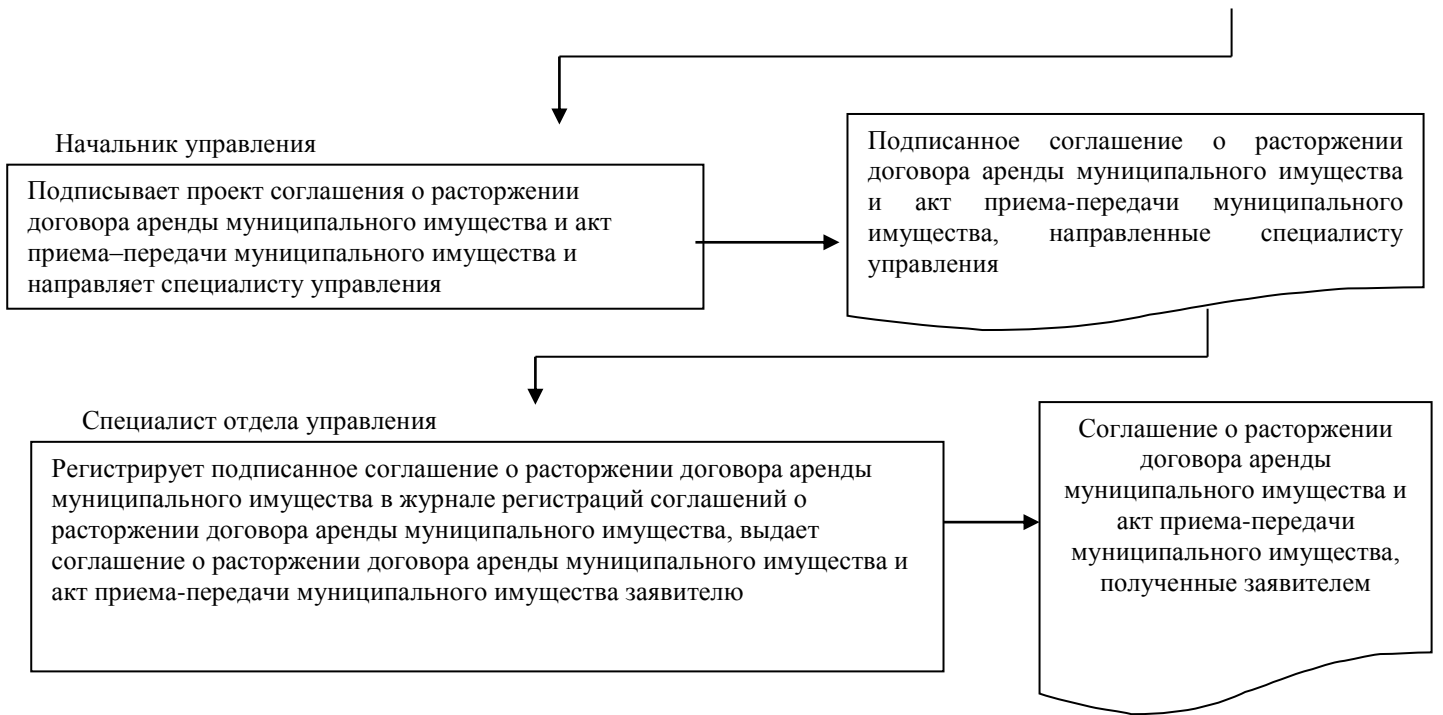 Начальник управления
Подписывает проект соглашения о расторжении
договора аренды муниципального имущества и акт
приема–передачи муниципального имущества и
направляет специалисту управления
Подписанное соглашение о расторжении
договора аренды муниципального имущества
и акт приема-передачи муниципального
имущества, направленные специалисту
управления
Специалист отдела управления
Регистрирует подписанное соглашение о расторжении договора аренды
муниципального имущества в журнале регистраций соглашений о
расторжении договора аренды муниципального имущества, выдает
соглашение о расторжении договора аренды муниципального имущества и
акт приема-передачи муниципального имущества заявителю
Соглашение о расторжении
договора аренды
муниципального имущества и
акт приема-передачи
муниципального имущества,
полученные заявителем